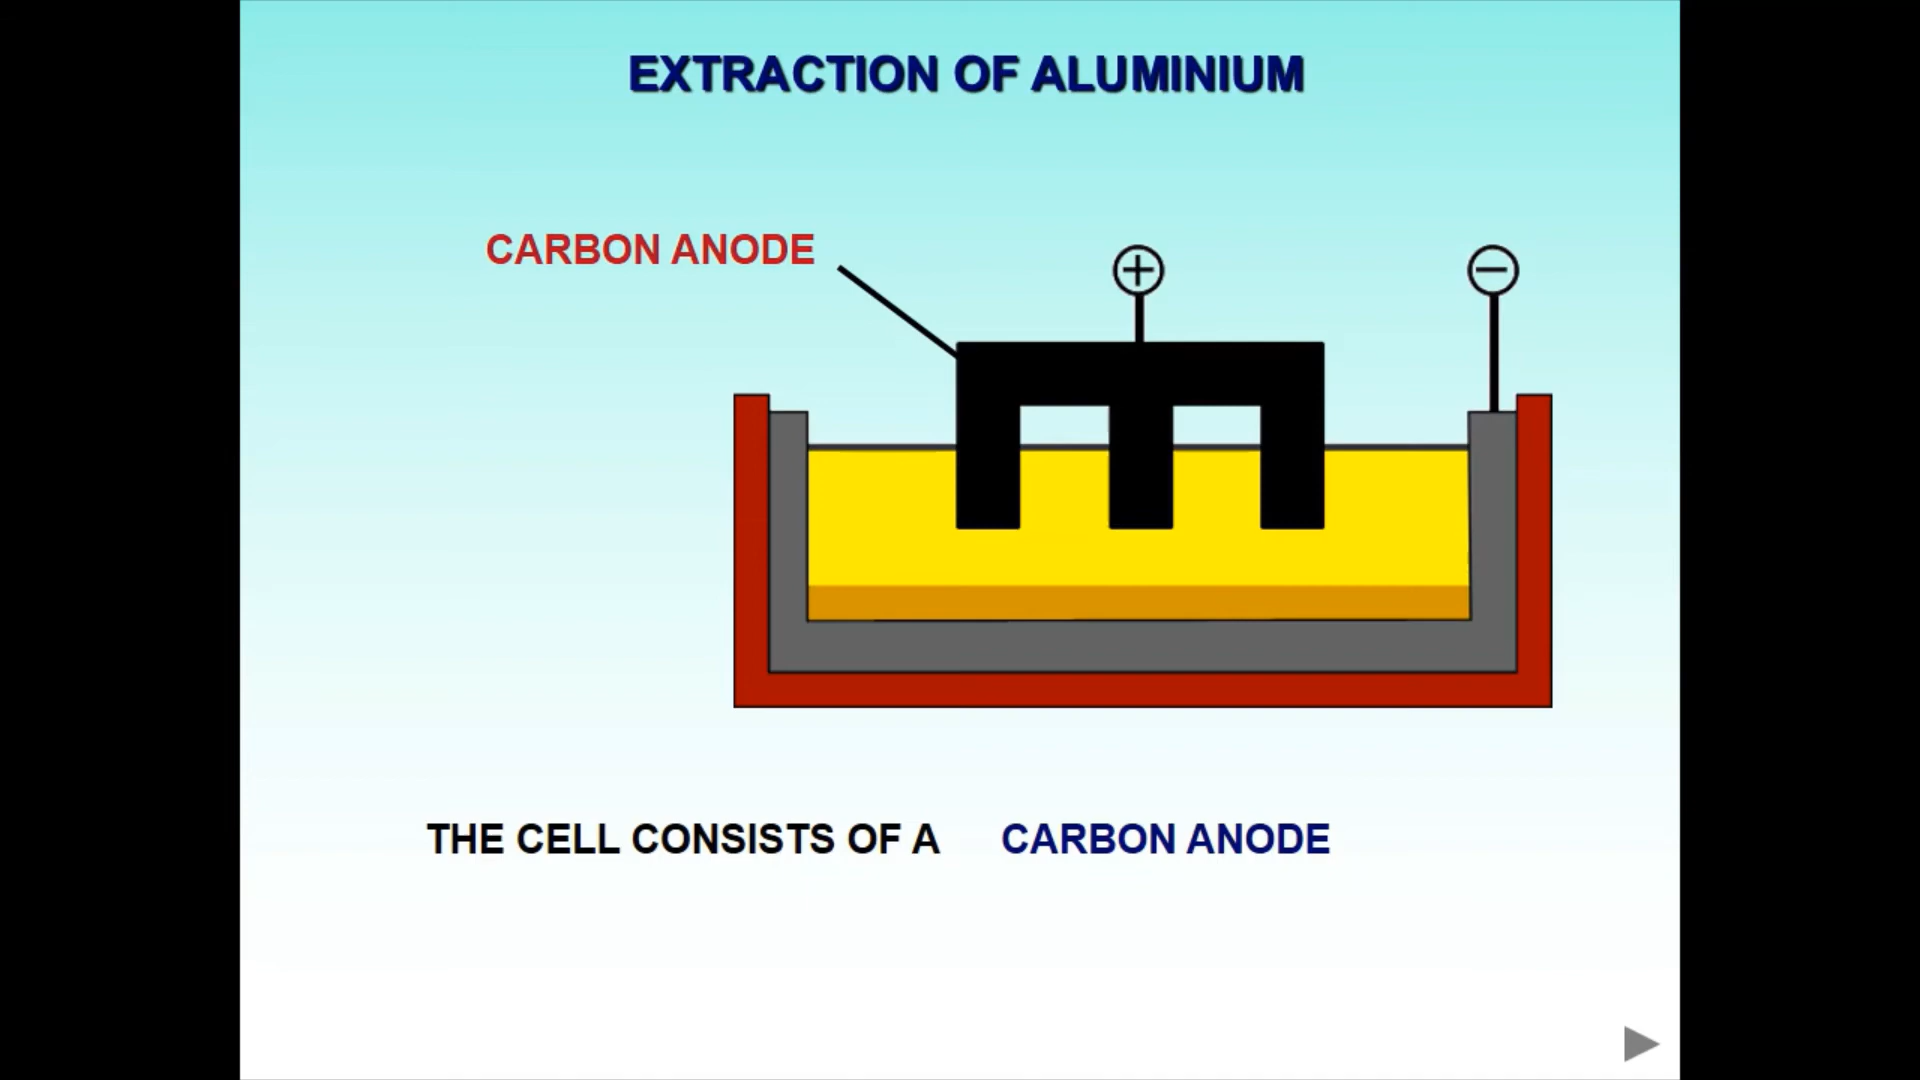 EXTRACTION OF ALUMINIUM
CARBON ANODE
+
−
THE CELL CONSISTS OF A CARBON ANODE